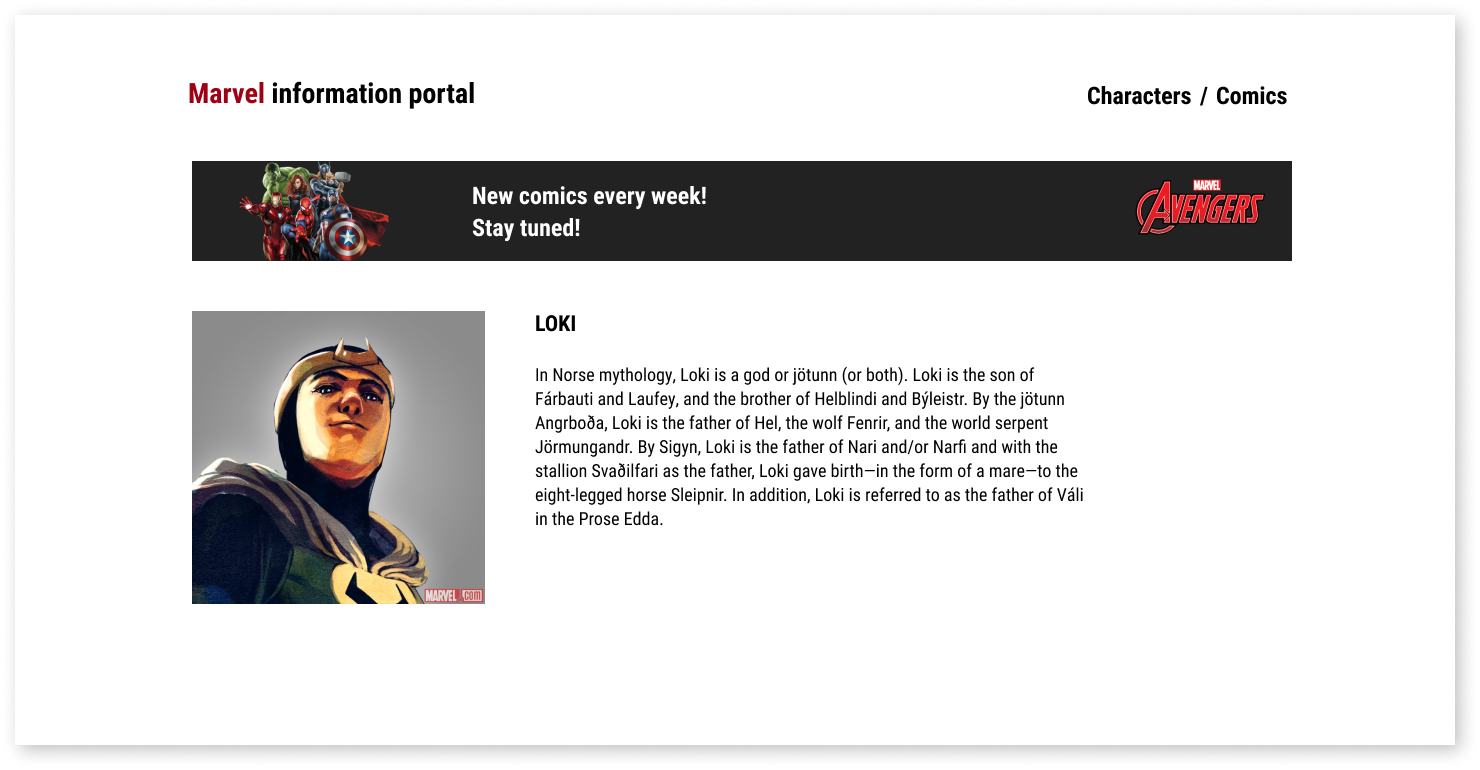 Marvel information portal
Characters / Comics
New comics every week!
Stay tuned!
MARVEL
AVENGERS
LOKI
In Norse mythology, Loki is a god or jötunn (or both). Loki is the son of
Fárbauti and Laufey, and the brother of Helblindi and Býleistr. By the jötunn
Angrboða, Loki is the father of Hel, the wolf Fenrir, and the world serpent
Jörmungandr. By Sigyn, Loki is the father of Nari and/or Narfi and with the
stallion Svaðilfari as the father, Loki gave birth—in the form of a mare—to the
eight-legged horse Sleipnir. In addition, Loki is referred to as the father of Váli
in the Prose Edda.
MARVEL.com